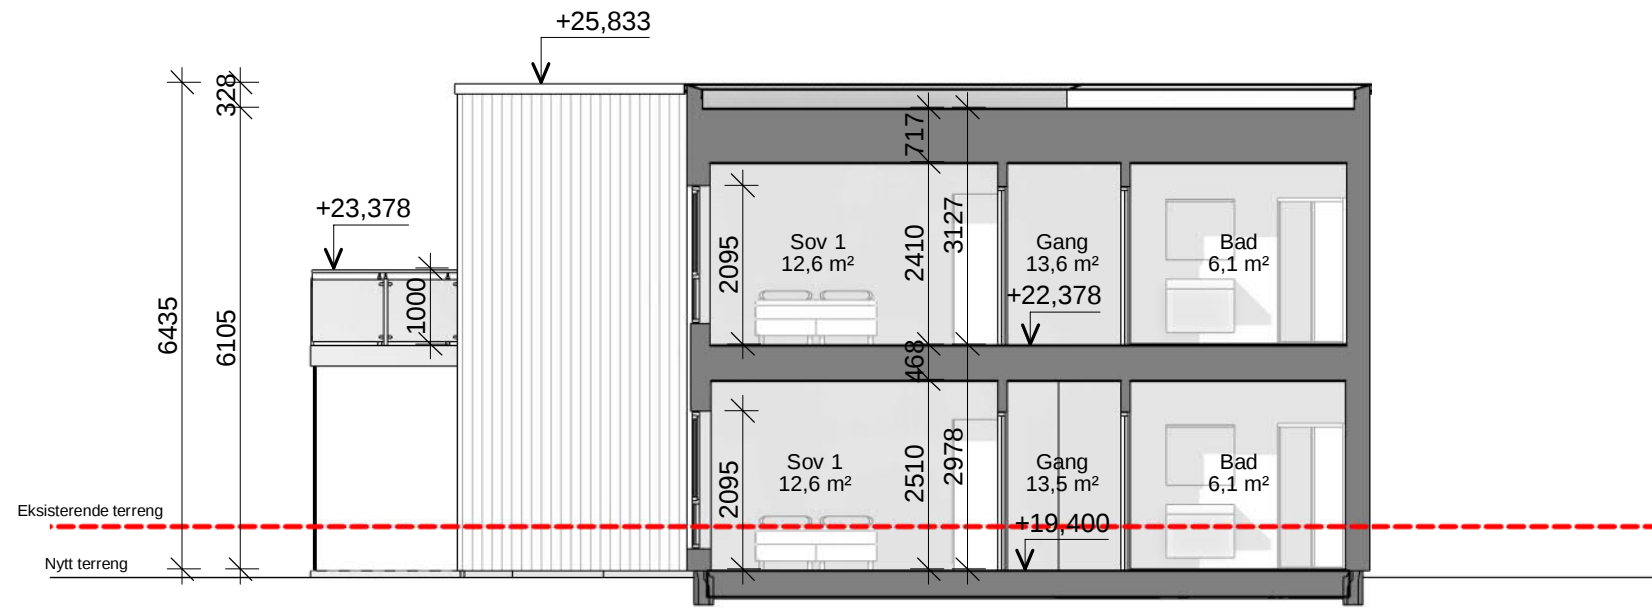 +25,833
328
717
+23,378
3127
2095
2410
Sov 1
12,6 m²
Gang
13,6 m²
Bad
6,1 m²
+22,378
1000
6435
6105
468
2978
2095
2510
Sov 1
12,6 m²
Gang
13,5 m²
Bad
6,1 m²
Eksisterende terreng
+19,400
Nytt terreng